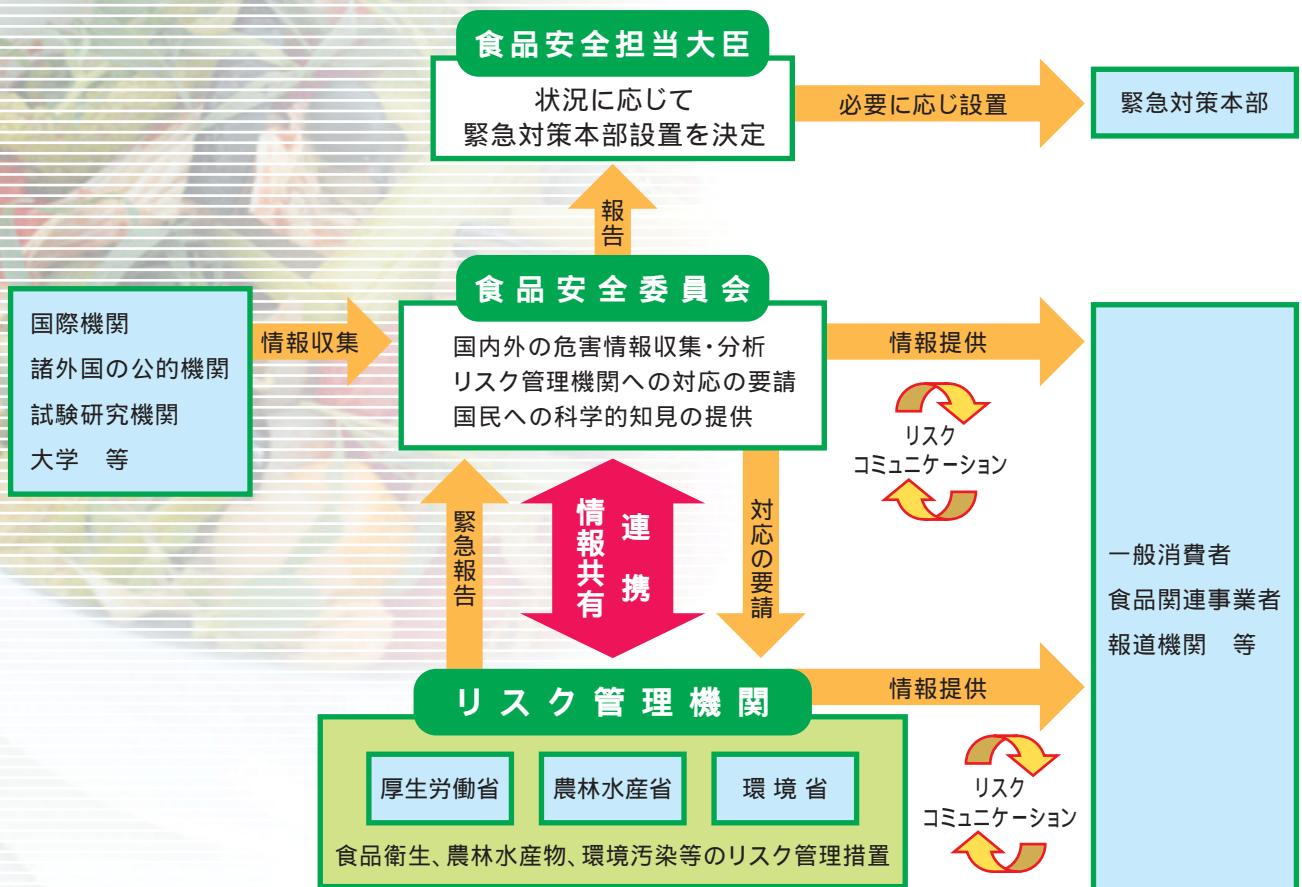 食品安全担当大臣
状況に応じて
緊急対策本部設置を決定
必要に応じ設置
緊急対策本部
報告
食品安全委員会
国内外の危害情報収集・分析
リスク管理機関への対応の要請
国民への科学的知見の提供
国際機関
諸外国の公的機関
試験研究機関
大学　等
情報収集
情報提供
リスク
コミュニケーション
緊急報告
連携
情報共有
対応の要請
一般消費者
食品関連事業者
報道機関　等
リスク管理機関
厚生労働省
農林水産省
環境省
食品衛生、農林水産物、環境汚染等のリスク管理措置
情報提供
リスク
コミュニケーション